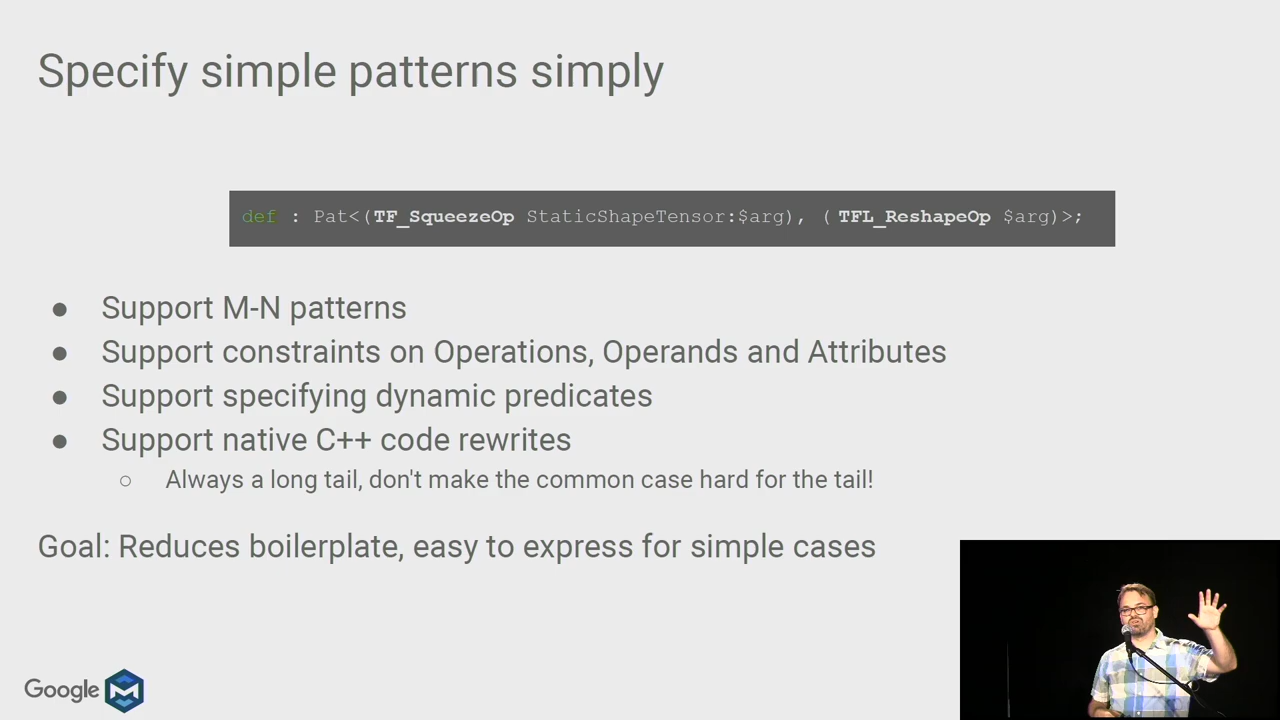 Specify simple patterns simply
def : Pat<(TF_SqueezeOp StaticShapeTensor:$arg), (TFL_ReshapeOp $arg)>;
● Support M-N patterns
● Support constraints on Operations, Operands and Attributes
● Support specifying dynamic predicates
● Support native C++ code rewrites
○ Always a long tail, don't make the common case hard for the tail!
Goal: Reduces boilerplate, easy to express for simple cases
Google M